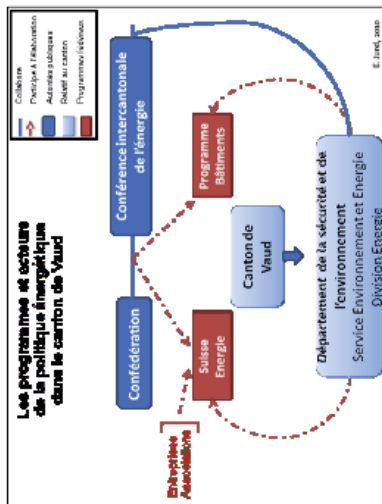 Les programmes et acteurs
de la politique énergétique
dans le canton de Vaud
Collabore
Participe à l'élaboration
Autorités publiques
Relatif au canton
Programmes fédéraux
Confédération
Conférence intercantonale
de l'énergie
Entreprises
Associations
Suisse
Energie
Programme
Bâtiments
Canton de
Vaud
Département de la sécurité et de
l'environnement
Service Environnement et Energie
Division Energie
E. Jurd, 2010